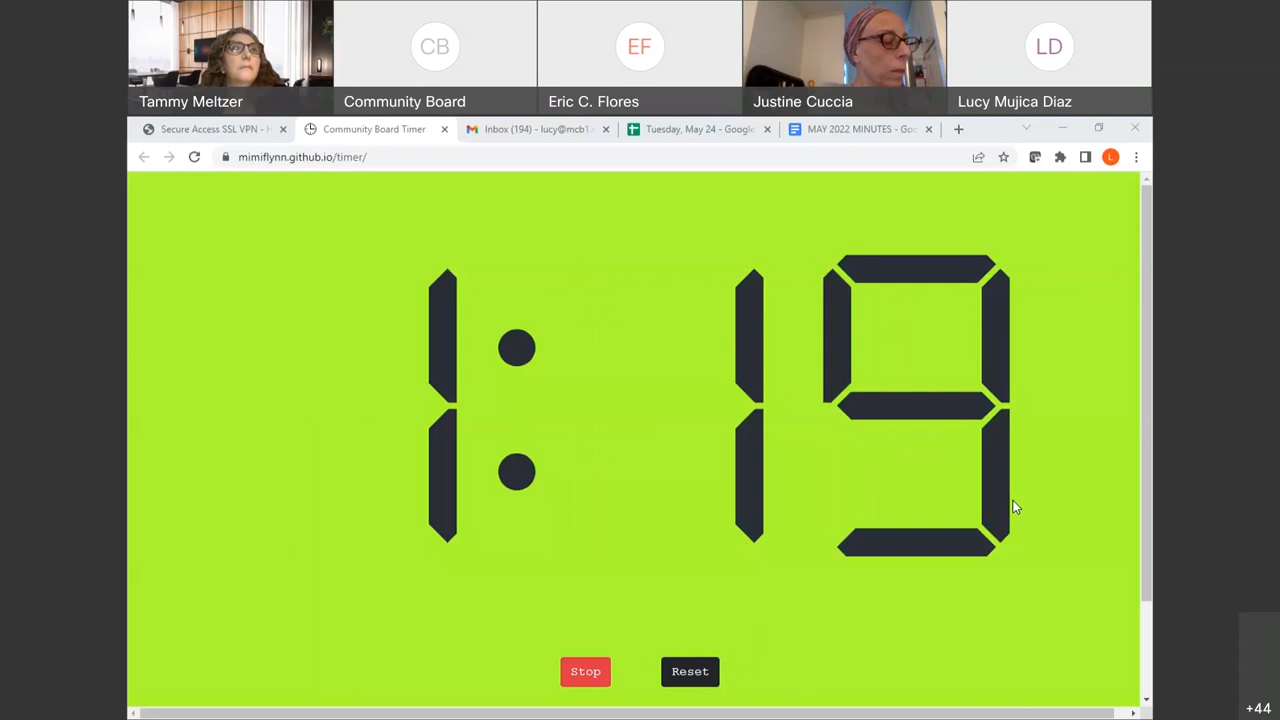 CB
EF
LD
Tammy Meltzer
Community Board
Eric C. Flores
Justine Cuccia
Lucy Mujica Diaz
Secure Access SSL VPN - H
Community Board Timer
Inbox (194) - lucy@mcb1.
Tuesday, May 24 - Google
MAY 2022 MINUTES - Goo
mimiflynn.github.io/timer/
L
1:19
Stop
Reset
+44